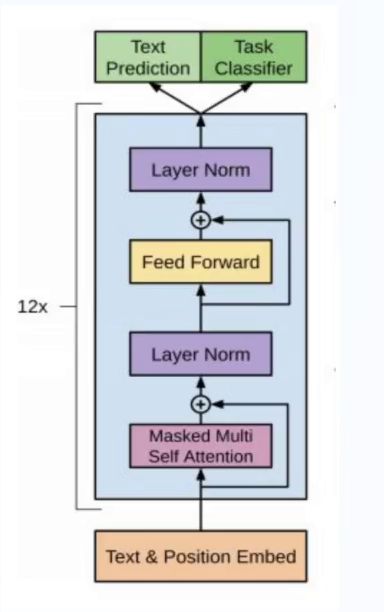 Text
Prediction
Task
Classifier
Layer Norm
+
Feed Forward
12x
Layer Norm
+
Masked Multi
Self Attention
Text & Position Embed